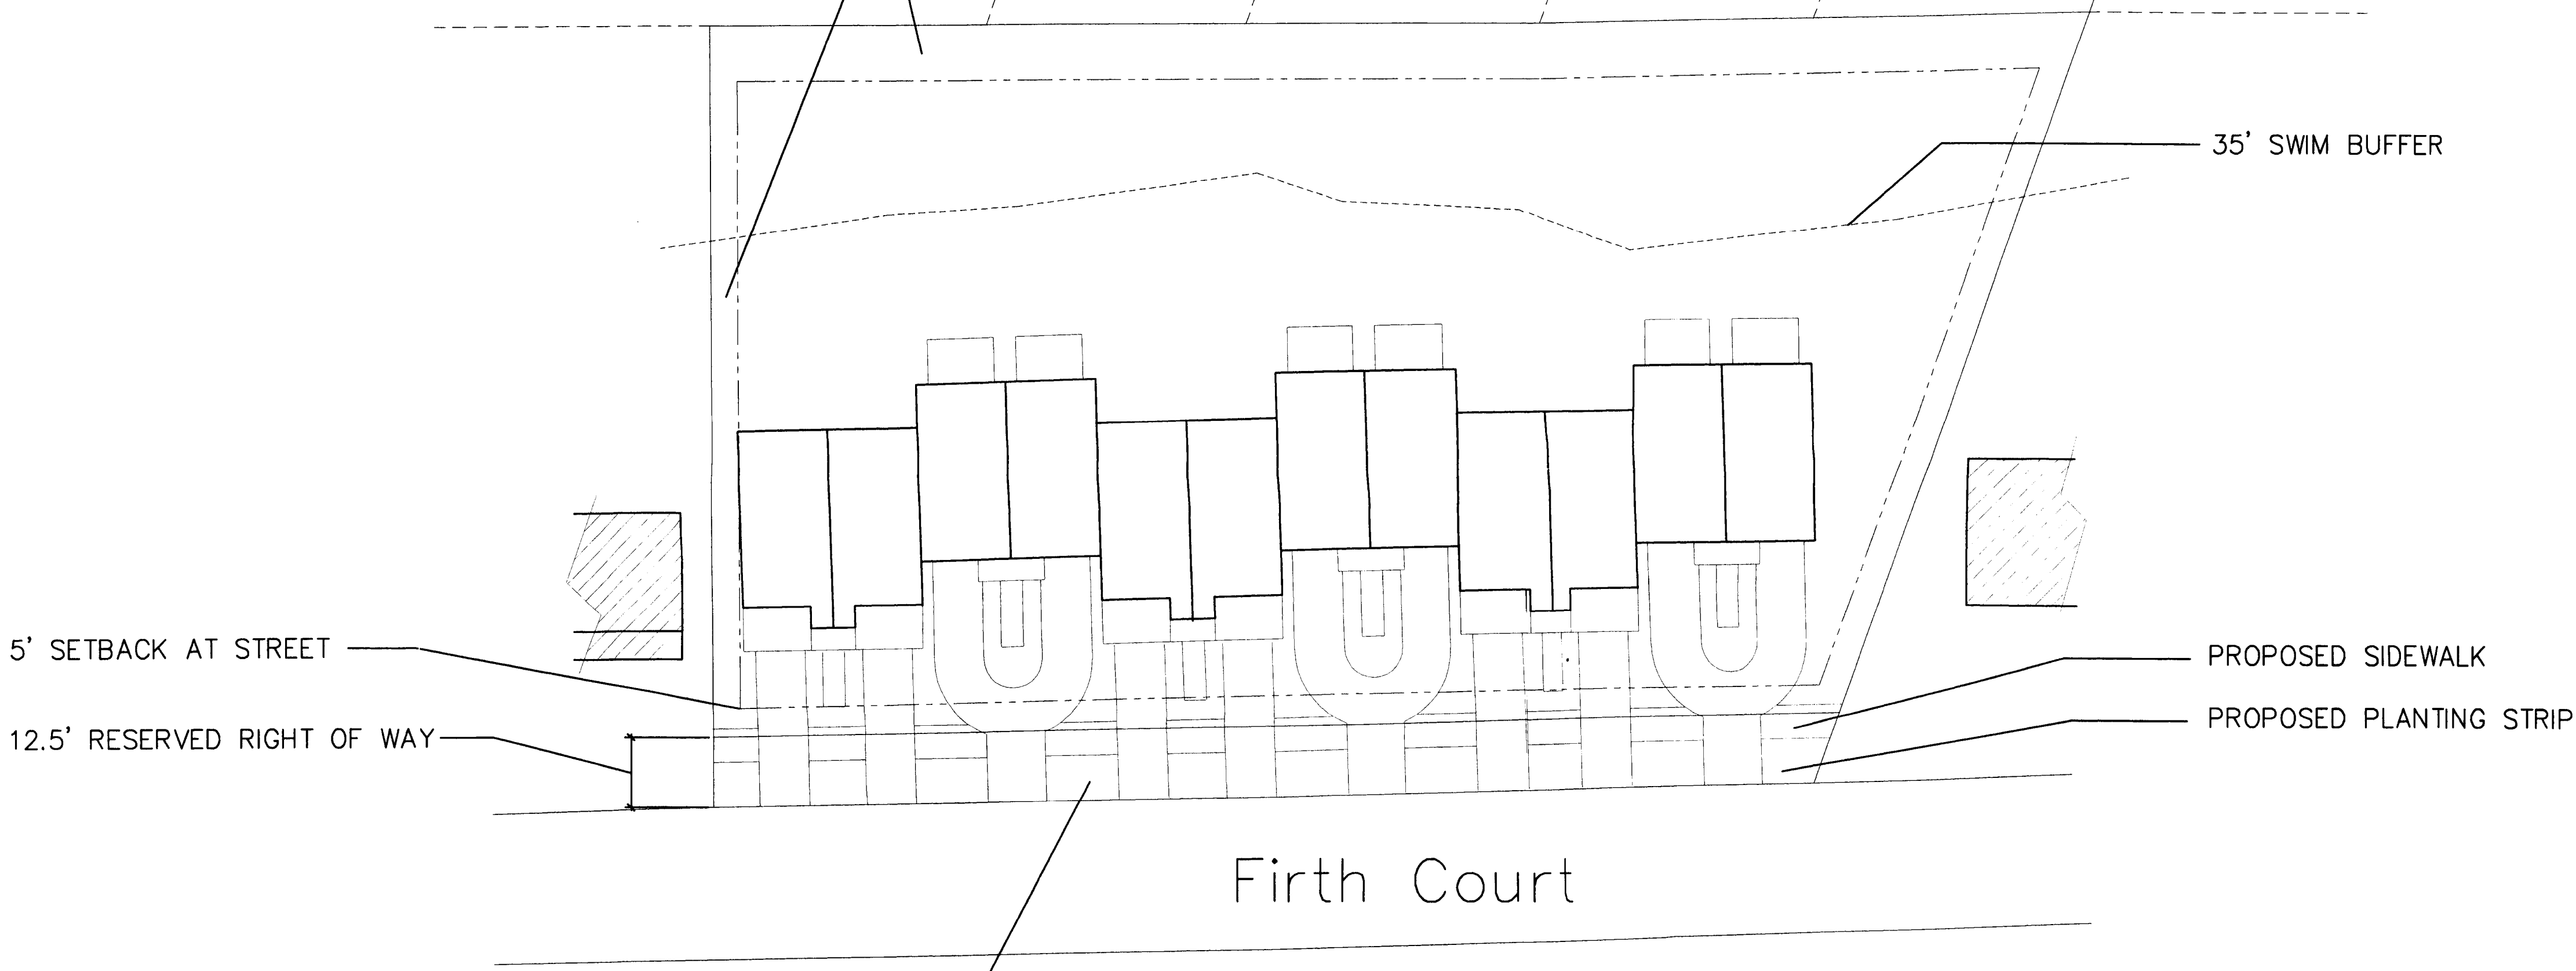 35' SWIM BUFFER
5' SETBACK AT STREET
PROPOSED SIDEWALK
12.5' RESERVED RIGHT OF WAY
PROPOSED PLANTING STRIP
Firth Court